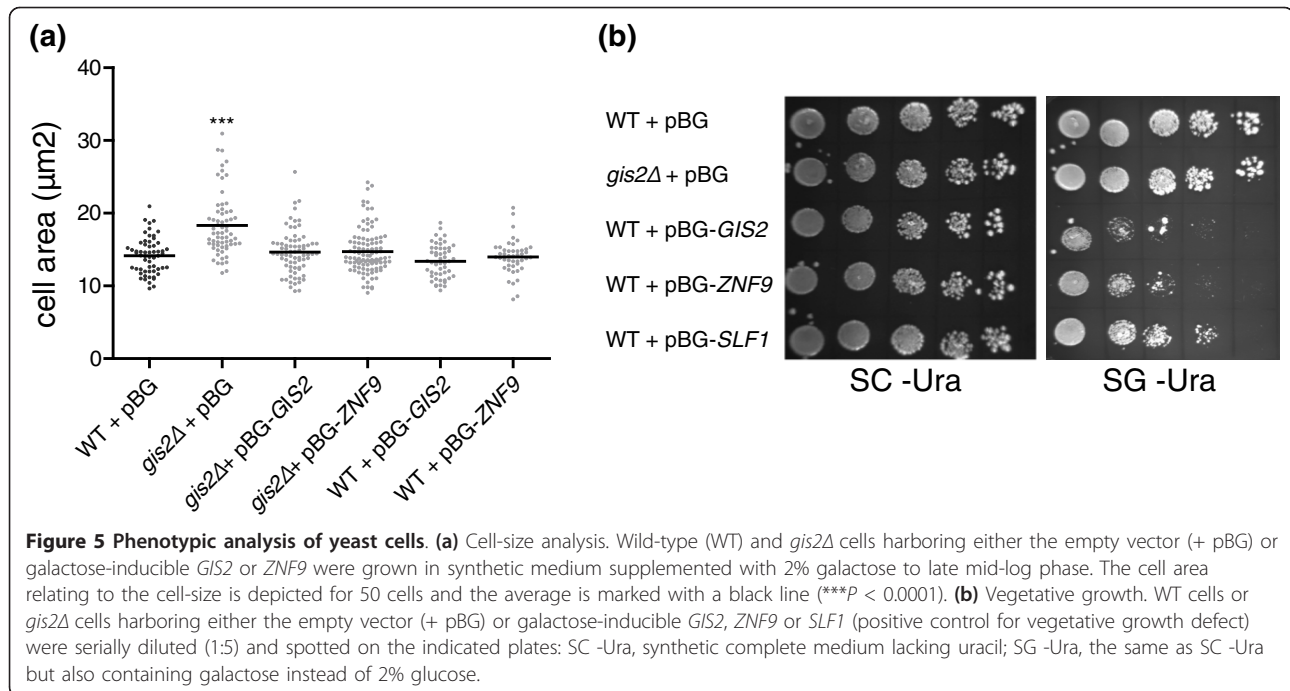 (a)
40
30
20
10
0
cell area (µm2)
***
WT + pBG
gis2Δ + pBG
gis2Δ+ pBG-GIS2
gis2Δ+ pBG-ZNF9
WT + pBG-GIS2
WT + pBG-ZNF9
(b)
WT + pBG
gis2Δ + pBG
WT + pBG-GIS2
WT + pBG-ZNF9
WT + pBG-SLF1
SC -Ura
SG -Ura
Figure 5 Phenotypic analysis of yeast cells. (a) Cell-size analysis. Wild-type (WT) and gis2Δ cells harboring either the empty vector (+ pBG) or
galactose-inducible GIS2 or ZNF9 were grown in synthetic medium supplemented with 2% galactose to late mid-log phase. The cell area
relating to the cell-size is depicted for 50 cells and the average is marked with a black line (***P < 0.0001). (b) Vegetative growth. WT cells or
gis2Δ cells harboring either the empty vector (+ pBG) or galactose-inducible GIS2, ZNF9 or SLF1 (positive control for vegetative growth defect)
were serially diluted (1:5) and spotted on the indicated plates: SC -Ura, synthetic complete medium lacking uracil; SG -Ura, the same as SC -Ura
but also containing galactose instead of 2% glucose.